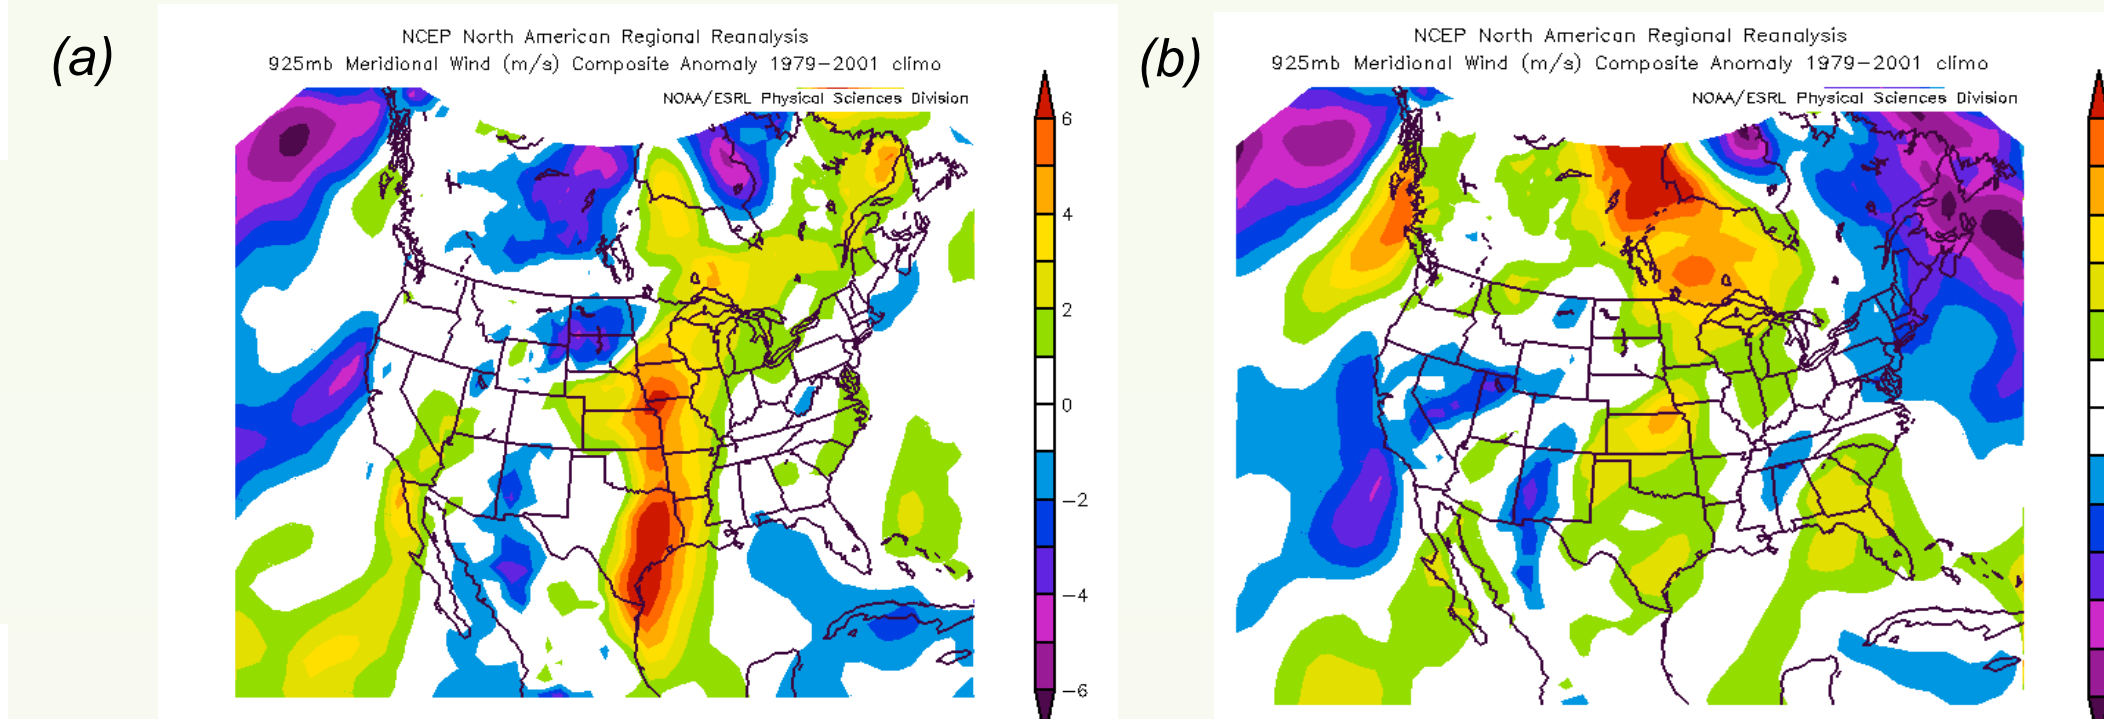 (a)
NCEP North American Regional Reanalysis
925mb Meridional Wind (m/s) Composite Anomaly 1979-2001 climo
NOAA/ESRL Physical Sciences Division
6
4
2
0
-2
-4
-6
(b)
NCEP North American Regional Reanalysis
925mb Meridional Wind (m/s) Composite Anomaly 1979-2001 climo
NOAA/ESRL Physical Sciences Division